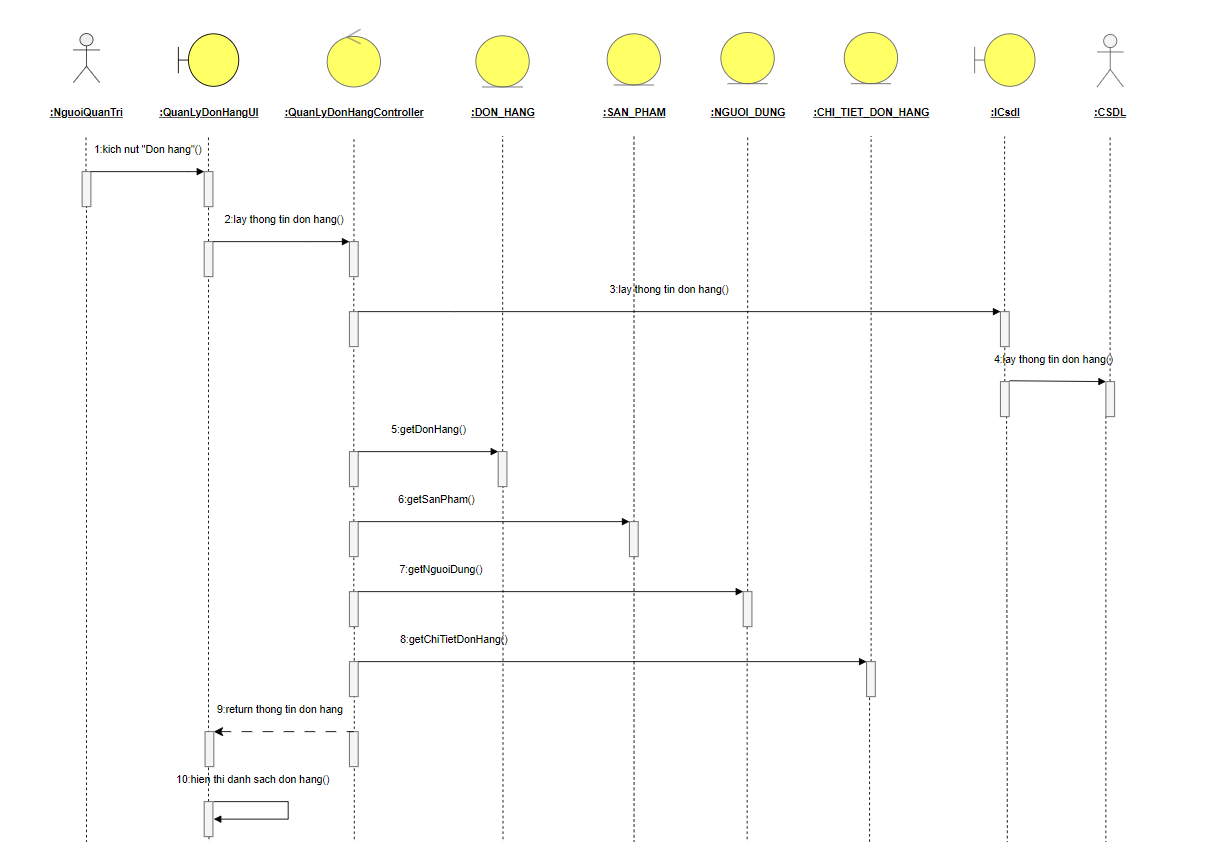 :NguoiQuanTri
:QuanLyDonHangUI
:QuanLyDonHangController
:DON_HANG
:SAN_PHAM
:NGUOI_DUNG
:CHI_TIET_DON_HANG
:ICsdl
:CSDL
1:kich nut "Don hang"()
2:lay thong tin don hang()
3:lay thong tin don hang()
4:lay thong tin don hang()
5:getDonHang()
6:getSanPham()
7:getNguoiDung()
8:getChiTietDonHang()
9:return thong tin don hang
10:hien thi danh sach don hang()